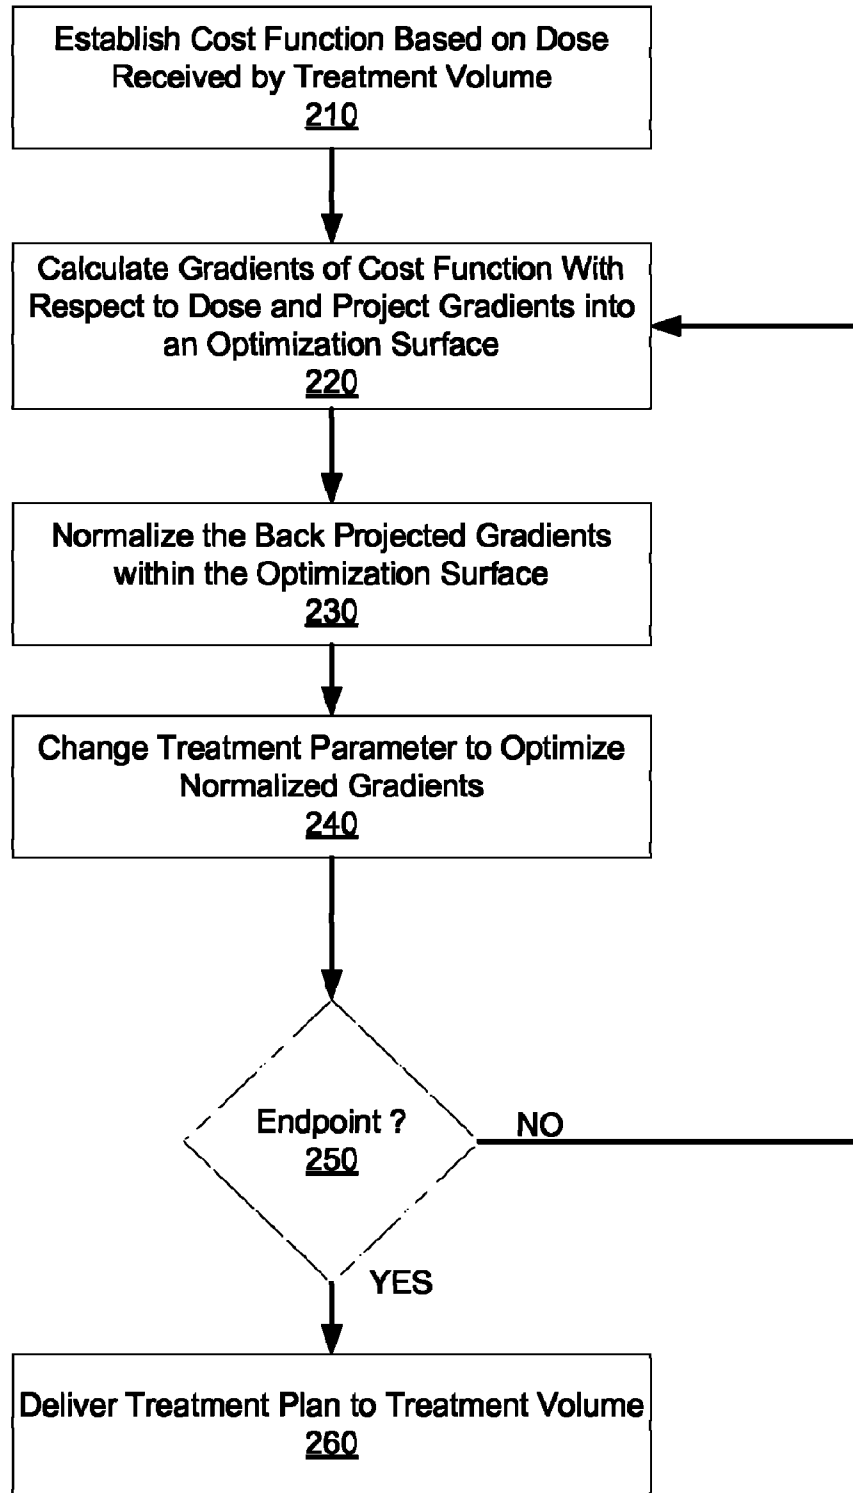 Establish Cost Function Based on Dose
Received by Treatment Volume
210
Calculate Gradients of Cost Function With
Respect to Dose and Project Gradients into
an Optimization Surface
220
Normalize the Back Projected Gradients
within the Optimization Surface
230
Change Treatment Parameter to Optimize
Normalized Gradients
240
Endpoint ?
250
NO
YES
Deliver Treatment Plan to Treatment Volume
260